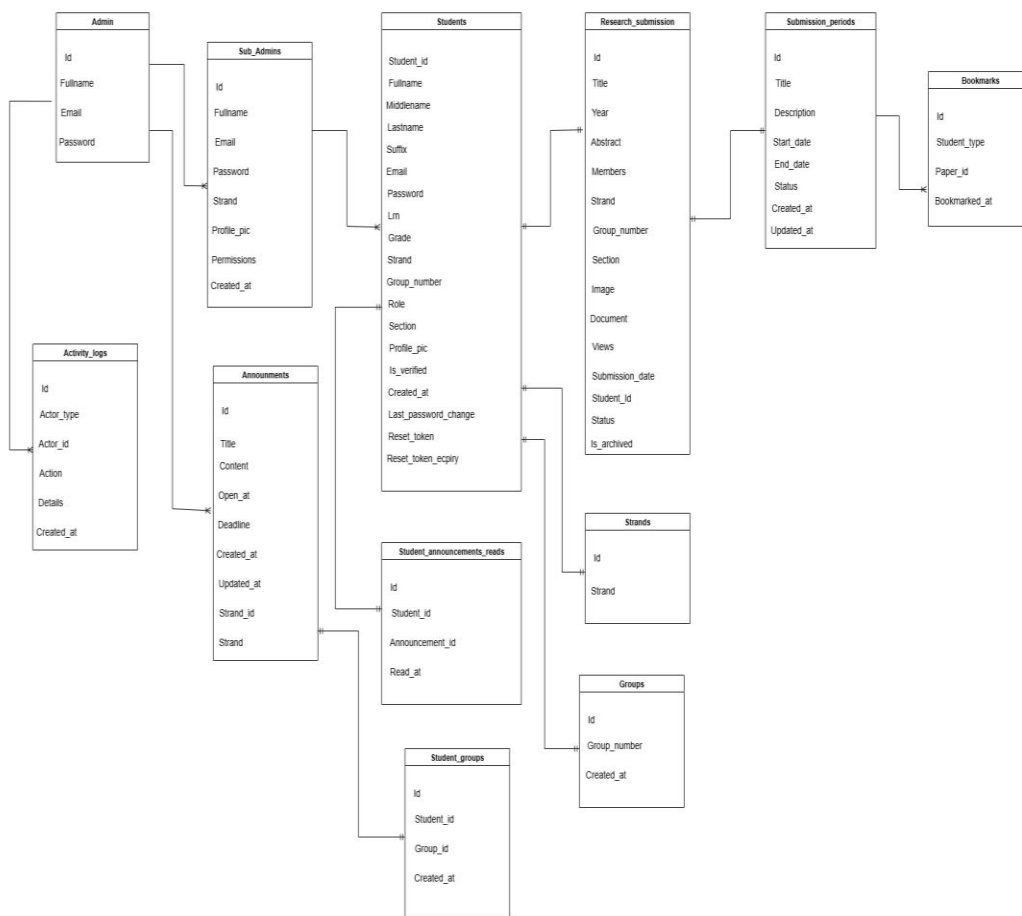 Admin
Id
Fullname
Email
Password
Sub_Admins
Id
Fullname
Email
Password
Strand
Profile_pic
Permissions
Created_at
Students
Student_id
Fullname
Middlename
Lastname
Suffix
Email
Password
Lrn
Grade
Strand
Group_number
Role
Section
Profile_pic
Is_verified
Created_at
Last_password_change
Reset_token
Reset_token_ecpiry
Research_submission
Id
Title
Year
Abstract
Members
Strand
Group_number
Section
Image
Document
Views
Submission_date
Student_Id
Status
Is_archived
Submission_periods
Id
Title
Description
Start_date
End_date
Status
Created_at
Updated_at
Bookmarks
Id
Student_type
Paper_id
Bookmarked_at
Activity_logs
Id
Actor_type
Actor_id
Action
Details
Created_at
Announments
Id
Title
Content
Open_at
Deadline
Created_at
Updated_at
Strand_id
Strand
Student_announcements_reads
Id
Student_id
Announcement_id
Read_at
Strands
Id
Strand
Groups
Id
Group_number
Created_at
Student_groups
Id
Student_id
Group_id
Created_at